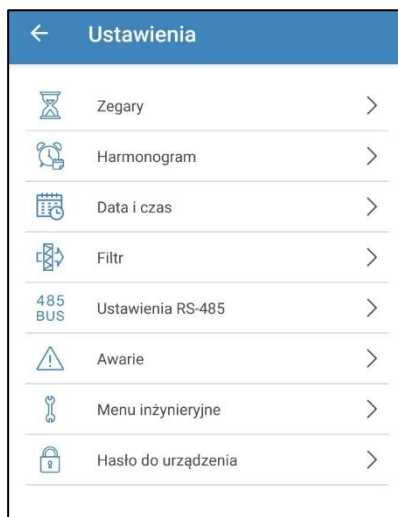 Ustawienia
Zegary
Harmonogram
Data i czas
Filtr
485
BUS
Ustawienia RS-485
Awarie
Menu inżynieryjne
Hasło do urządzenia